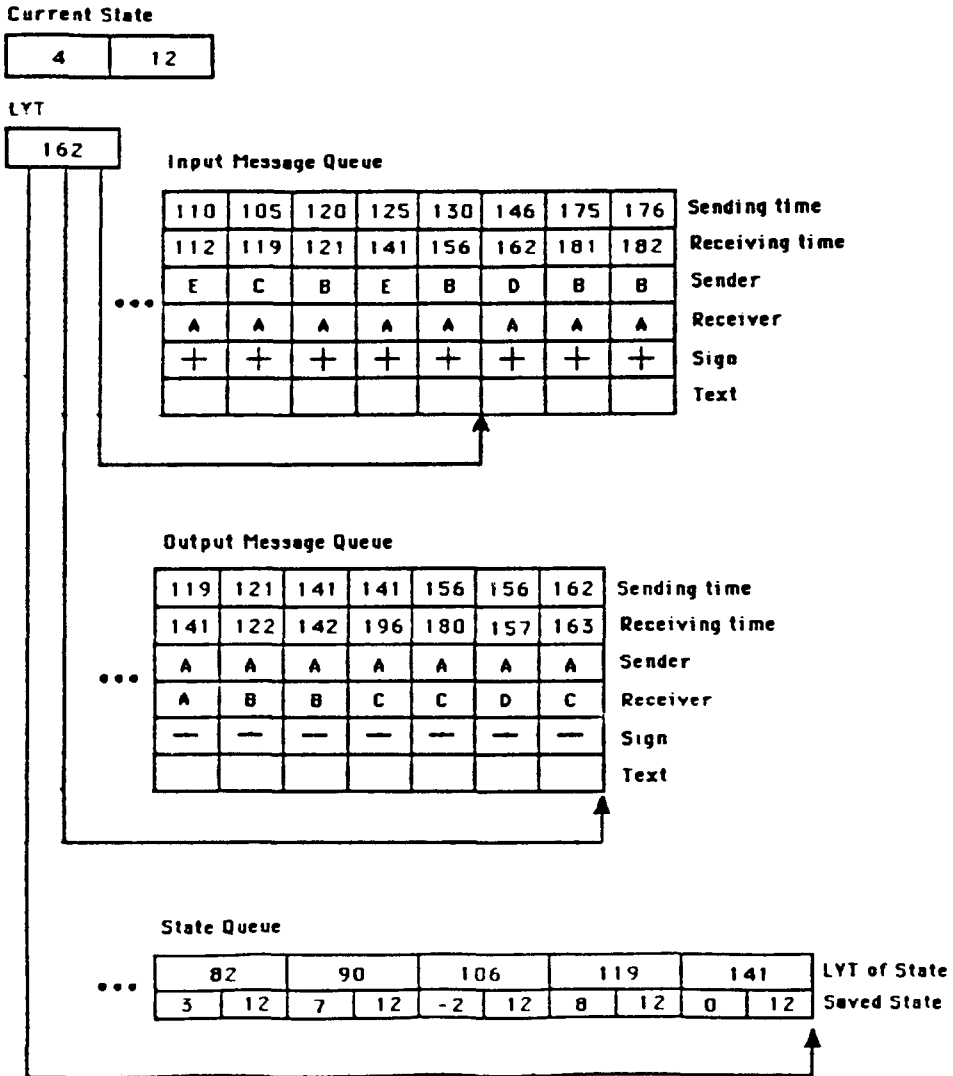 Current State
4 12
LVT
162
Input Message Queue
110 105 120 125 130 146 175 176 Sending time
112 119 121 141 156 162 181 182 Receiving time
••• E C B E B D B B Sender
A A A A A A A A Receiver
+ + + + + + + + Sign
Text
Output Message Queue
119 121 141 141 156 156 162 Sending time
141 122 142 196 180 157 163 Receiving time
••• A A A A A A A Sender
A B B C C D C Receiver
— — — — — — — Sign
Text
State Queue
••• 82 90 106 119 141 LVT of State
3 12 7 12 -2 12 8 12 0 12 Saved State